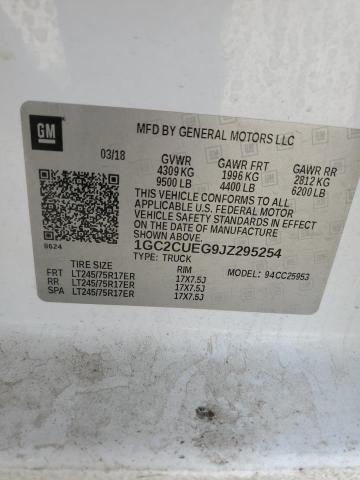 GM
MFD BY GENERAL MOTORS LLC
03/18
GVWR GAWR FRT GAWR RR
4309 KG 1996 KG 2812 KG
9500 LB 4400 LB 6200 LB
THIS VEHICLE CONFORMS TO ALL
APPLICABLE U.S. FEDERAL MOTOR
VEHICLE SAFETY STANDARDS IN EFFECT
ON THE DATE OF MANUFACTURE
SHOWN ABOVE.
0624
1GC2CUEG9JZ295254
TYPE: TRUCK
TIRE SIZE RIM MODEL: 94CC25953
FRT LT245/75R17ER 17X7.5J
RR LT245/75R17ER 17X7.5J
SPA LT245/75R17ER 17X7.5J